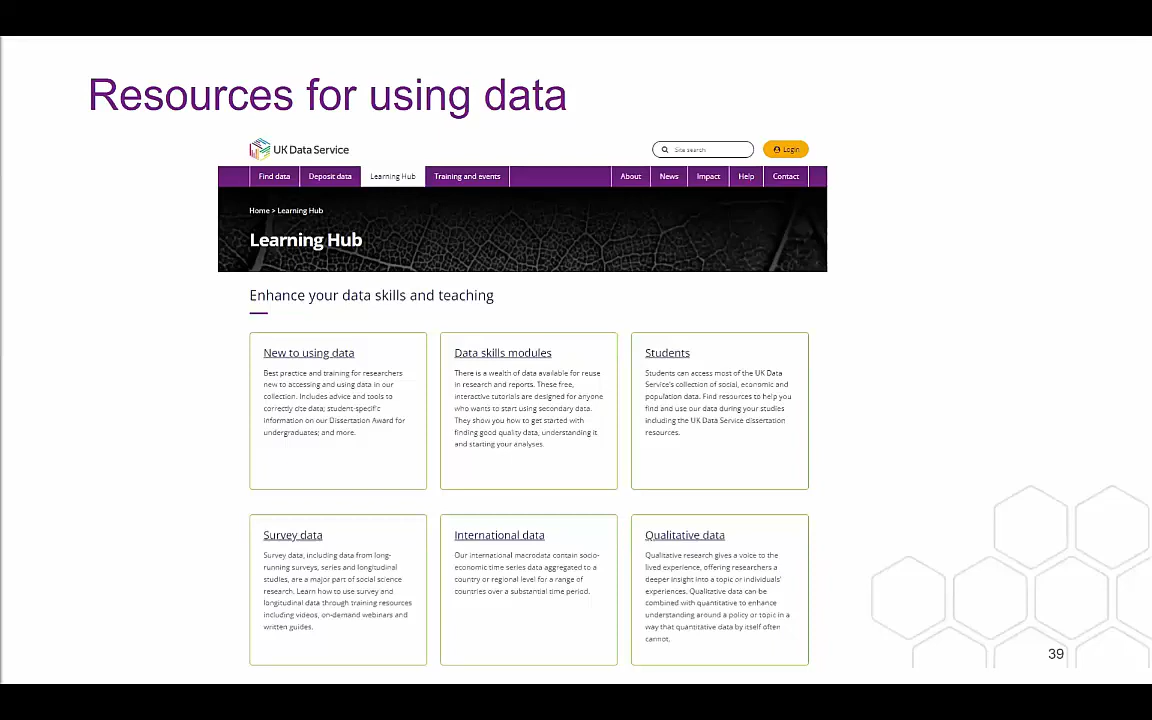 Resources for using data
UK Data Service
Site search
Login
Find data
Deposit data
Learning Hub
Training and events
About
News
Impact
Help
Contact
Home > Learning Hub
Learning Hub
Enhance your data skills and teaching
New to using data
Best practice and training for researchers
new to accessing and using data in our
collection. Includes advice and tools to
correctly cite data; student-specific
information on our Dissertation Award for
undergraduates; and more.
Data skills modules
There is a wealth of data available for reuse
in research and reports. These free,
interactive tutorials are designed for anyone
who wants to start using secondary data.
They show you how to get started with
finding good quality data, understanding it
and starting your analyses.
Students
Students can access most of the UK Data
Service's collection of social, economic and
population data. Find resources to help you
find and use our data during your studies
including the UK Data Service dissertation
resources.
Survey data
Survey data, including data from long-
running surveys, series and longitudinal
studies, are a major part of social science
research. Learn how to use survey and
longitudinal data through training resources
including videos, on-demand webinars and
written guides.
International data
Our international macrodata contain socio-
economic time series data aggregated to a
country or regional level for a range of
countries over a substantial time period.
Qualitative data
Qualitative research gives a voice to the
lived experience, offering researchers a
deeper insight into a topic or individuals'
experiences. Qualitative data can be
combined with quantitative to enhance
understanding around a policy or topic in a
way that quantitative data by itself often
cannot.
39